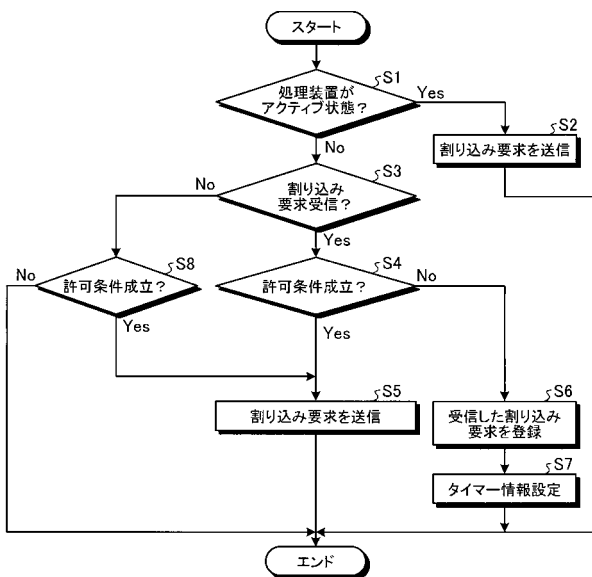 スタート
S1
処理装置が
アクティブ状態？
Yes
No
S2
割り込み要求を送信
S3
割り込み
要求受信？
No
Yes
S8
許可条件成立？
No
Yes
S4
許可条件成立？
No
Yes
S5
割り込み要求を送信
S6
受信した割り込み
要求を登録
S7
タイマー情報設定
エンド